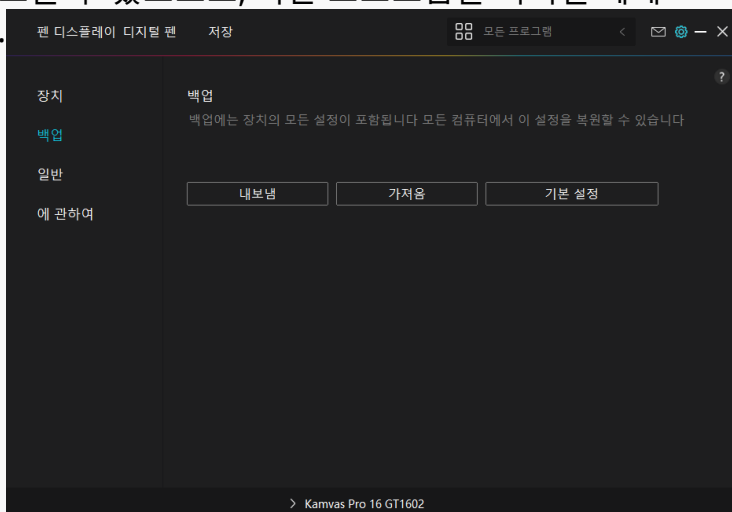 펜 디스플레이 디지털 펜 저장 모든 프로그램
?
장치
백업
일반
에 관하여
백업
백업에는 장치의 모든 설정이 포함됩니다 모든 컴퓨터에서 이 설정을 복원할 수 있습니다
내보냄 가져옴 기본 설정
> Kamvas Pro 16 GT1602